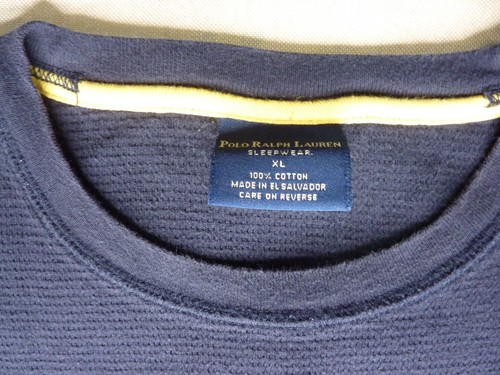 POLO RALPH LAUREN
SLEEPWEAR.
XL
100% COTTON
MADE IN EL SALVADOR
CARE ON REVERSE